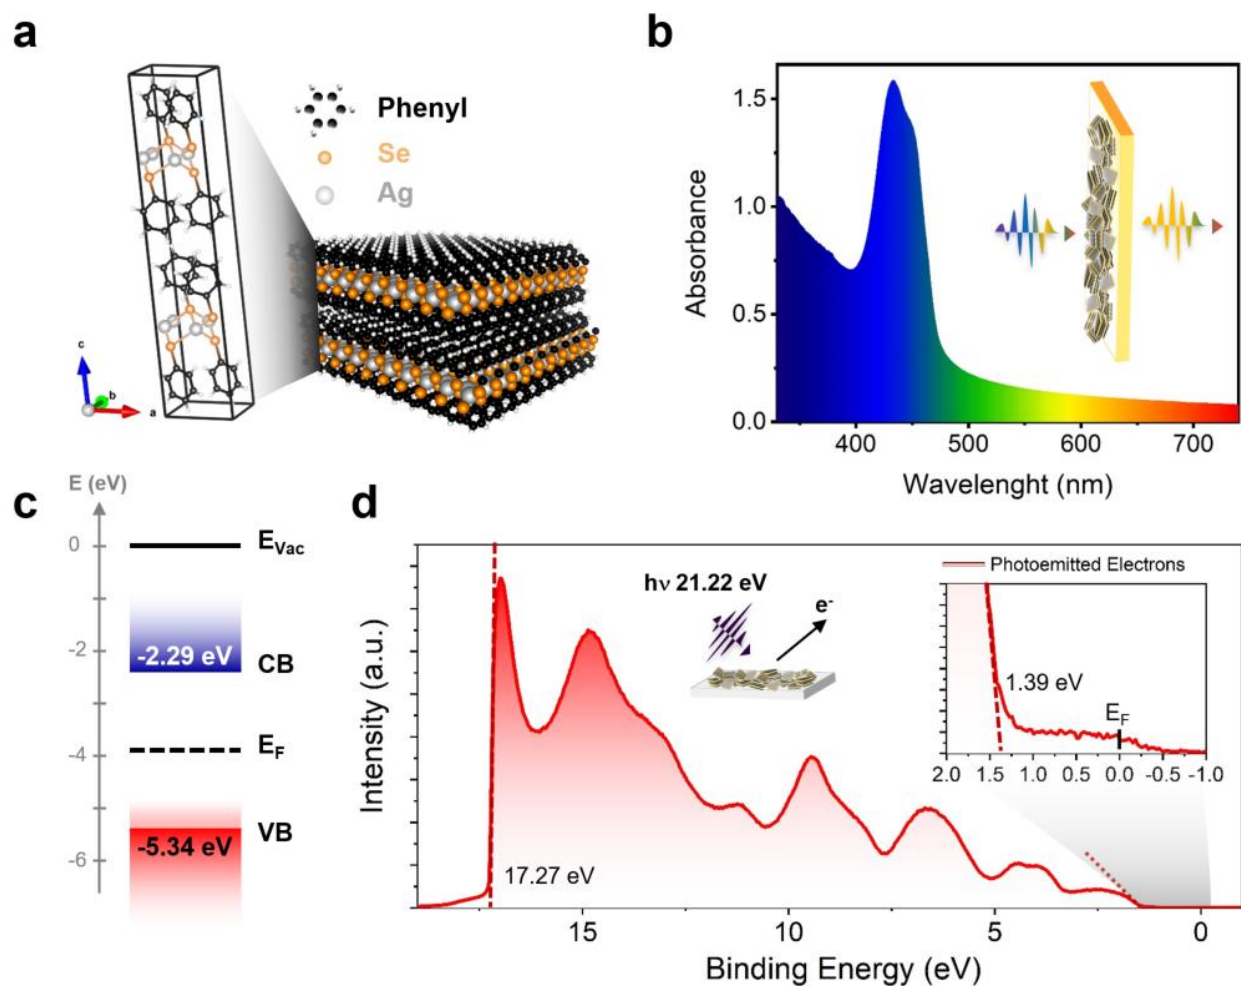 a
Phenyl
Se
Ag
c
b
a
b
Absorbance
1.5
1.0
0.5
0.0
400 500 600 700
Wavelenght (nm)
c
E (eV)
0
-2
-4
-6
E_Vac
-2.29 eV
CB
E_F
VB
-5.34 eV
d
Intensity (a.u.)
hν 21.22 eV
e⁻
17.27 eV
15 10 5 0
Binding Energy (eV)
Photoemitted Electrons
1.39 eV
E_F
2.0 1.5 1.0 0.5 0.0 -0.5 -1.0